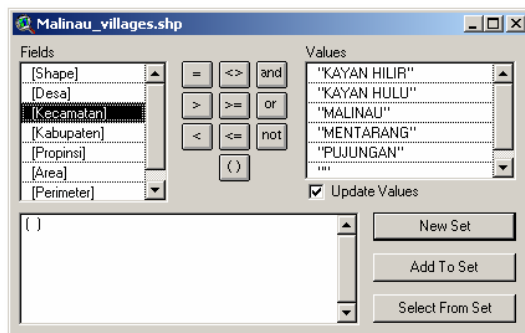 Malinau_villages.shp
Fields
[Shape]
[Desa]
[Kecamatan]
[Kabupaten]
[Propinsi]
[Area]
[Perimeter]
= <> and
> >= or
< <= not
( )
Values
"KAYAN HILIR"
"KAYAN HULU"
"MALINAU"
"MENTARANG"
"PUJUNGAN"
""
Update Values
( )
New Set
Add To Set
Select From Set